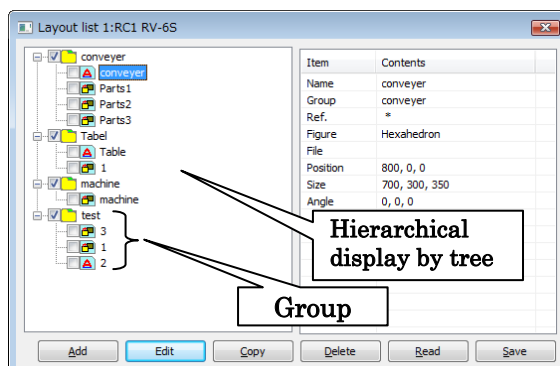 Layout list 1:RC1 RV-6S
conveyer
conveyer
Parts1
Parts2
Parts3
Tabel
Table
1
machine
machine
test
3
1
2
Item Contents
Name conveyer
Group conveyer
Ref. *
Figure Hexahedron
File
Position 800, 0, 0
Size 700, 300, 350
Angle 0, 0, 0
Hierarchical
display by tree
Group
Add Edit Copy Delete Read Save